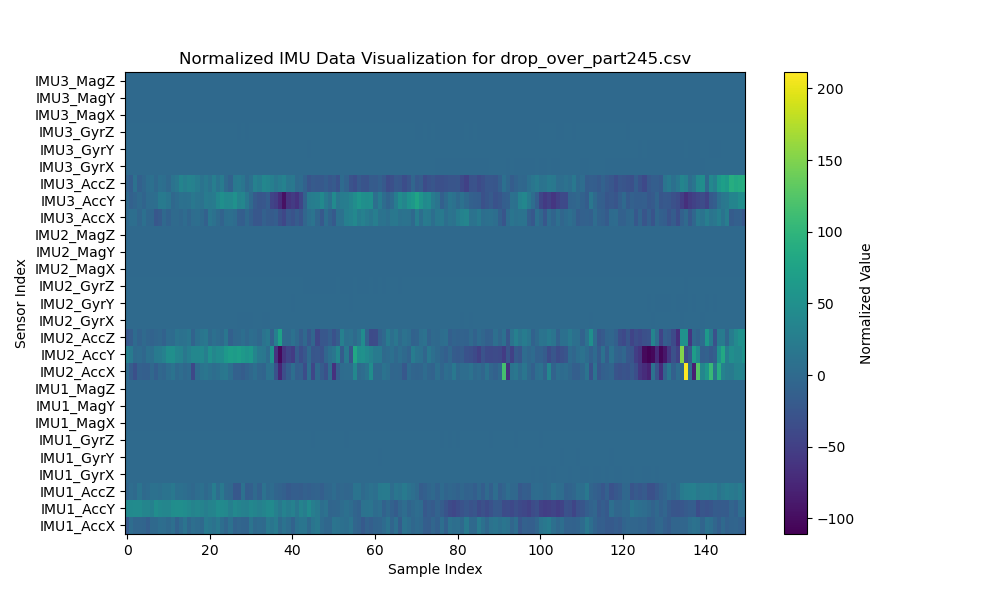 Normalized IMU Data Visualization for drop_over_part245.csv
IMU3_MagZ
IMU3_MagY
IMU3_MagX
IMU3_GyrZ
IMU3_GyrY
IMU3_GyrX
IMU3_AccZ
IMU3_AccY
IMU3_AccX
IMU2_MagZ
IMU2_MagY
IMU2_MagX
IMU2_GyrZ
IMU2_GyrY
IMU2_GyrX
IMU2_AccZ
IMU2_AccY
IMU2_AccX
IMU1_MagZ
IMU1_MagY
IMU1_MagX
IMU1_GyrZ
IMU1_GyrY
IMU1_GyrX
IMU1_AccZ
IMU1_AccY
IMU1_AccX
Sensor Index
0 20 40 60 80 100 120 140
Sample Index
200
150
100
50
0
−50
−100
Normalized Value